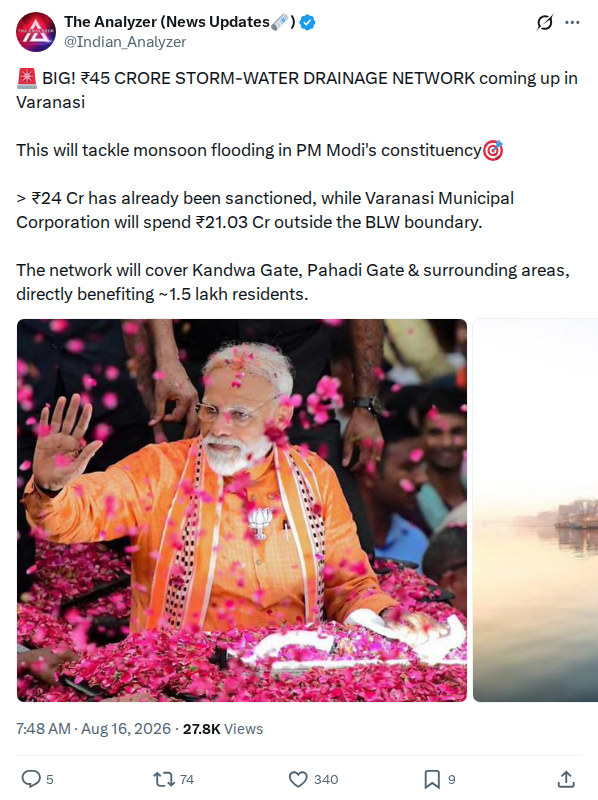 The Analyzer (News Updates🗞️)
@Indian_Analyzer
🚨 BIG! ₹45 CRORE STORM-WATER DRAINAGE NETWORK coming up in
Varanasi
This will tackle monsoon flooding in PM Modi's constituency🎯
> ₹24 Cr has already been sanctioned, while Varanasi Municipal
Corporation will spend ₹21.03 Cr outside the BLW boundary.
The network will cover Kandwa Gate, Pahadi Gate & surrounding areas,
directly benefiting ~1.5 lakh residents.
7:48 AM · Aug 16, 2026 · 27.8K Views
5 74 340 9